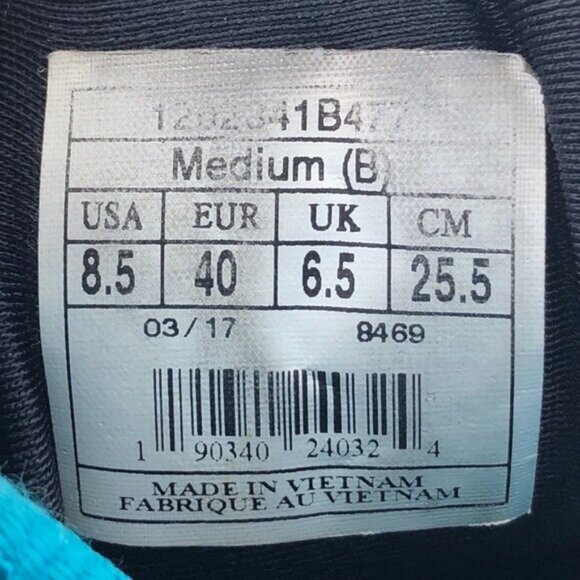 Medium (B)
USA EUR UK CM
8.5 40 6.5 25.5
03/17 8469
1 90340 24032 4
MADE IN VIETNAM
FABRIQUE AU VIETNAM